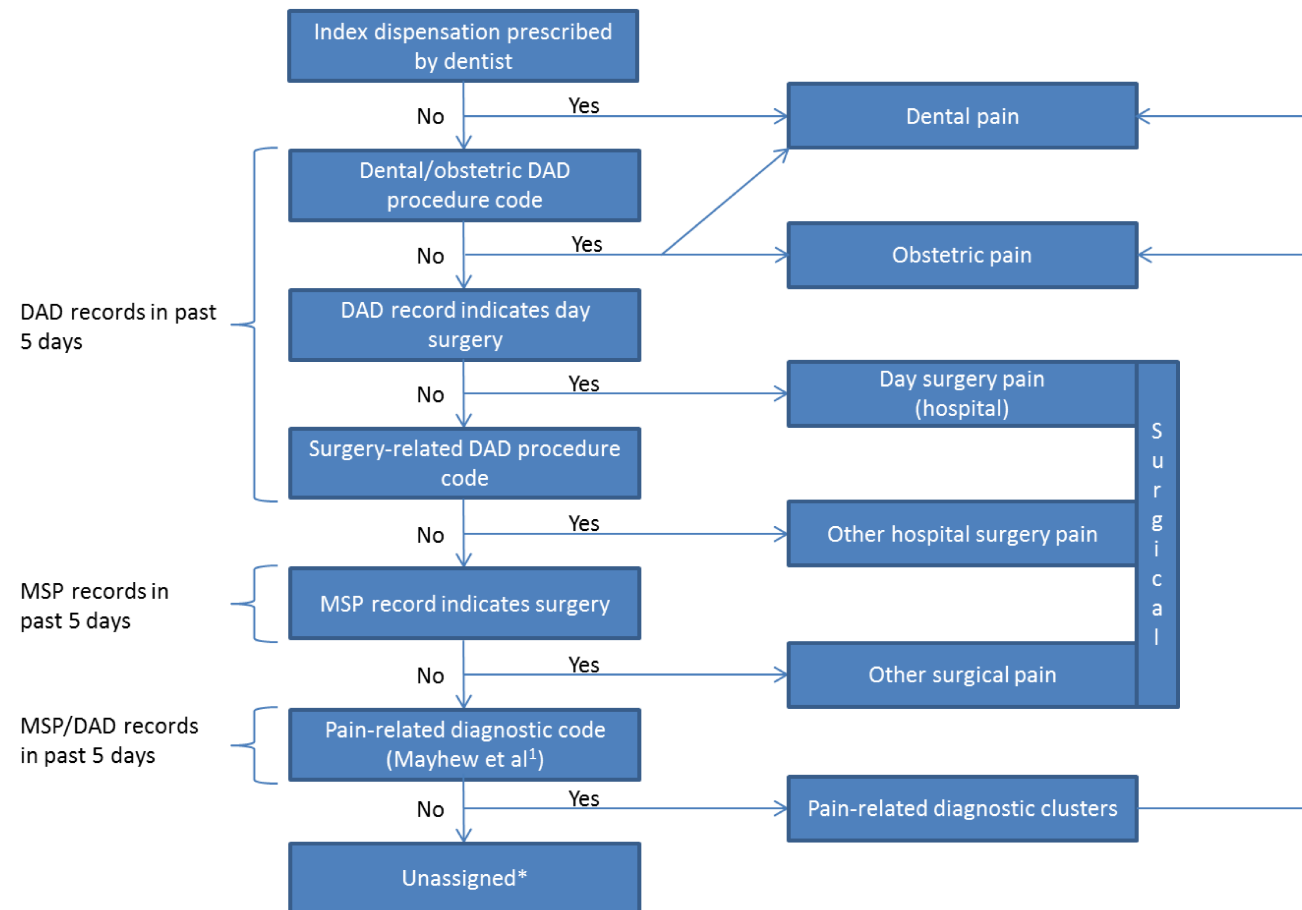 Index dispensation prescribed
by dentist
No
Yes
Dental pain
Dental/obstetric DAD
procedure code
No
Yes
Obstetric pain
DAD records in past
5 days
DAD record indicates day
surgery
No
Yes
Day surgery pain
(hospital)
Surgery-related DAD procedure
code
Surgical
No
Yes
Other hospital surgery pain
MSP records in
past 5 days
MSP record indicates surgery
No
Yes
Other surgical pain
MSP/DAD records
in past 5 days
Pain-related diagnostic code
(Mayhew et al¹)
No
Yes
Pain-related diagnostic clusters
Unassigned*